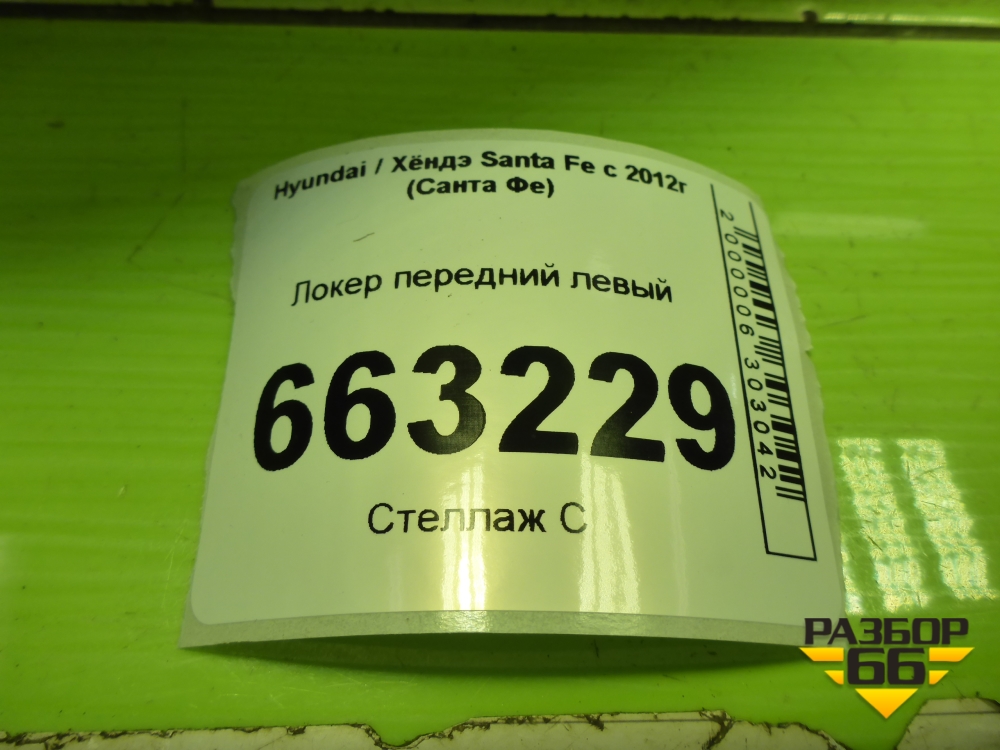 Hyundai / Хёндэ Santa Fe с 2012г
(Санта Фе)
Локер передний левый
663229
Стеллаж С
2000006303042
РАЗБОР
66